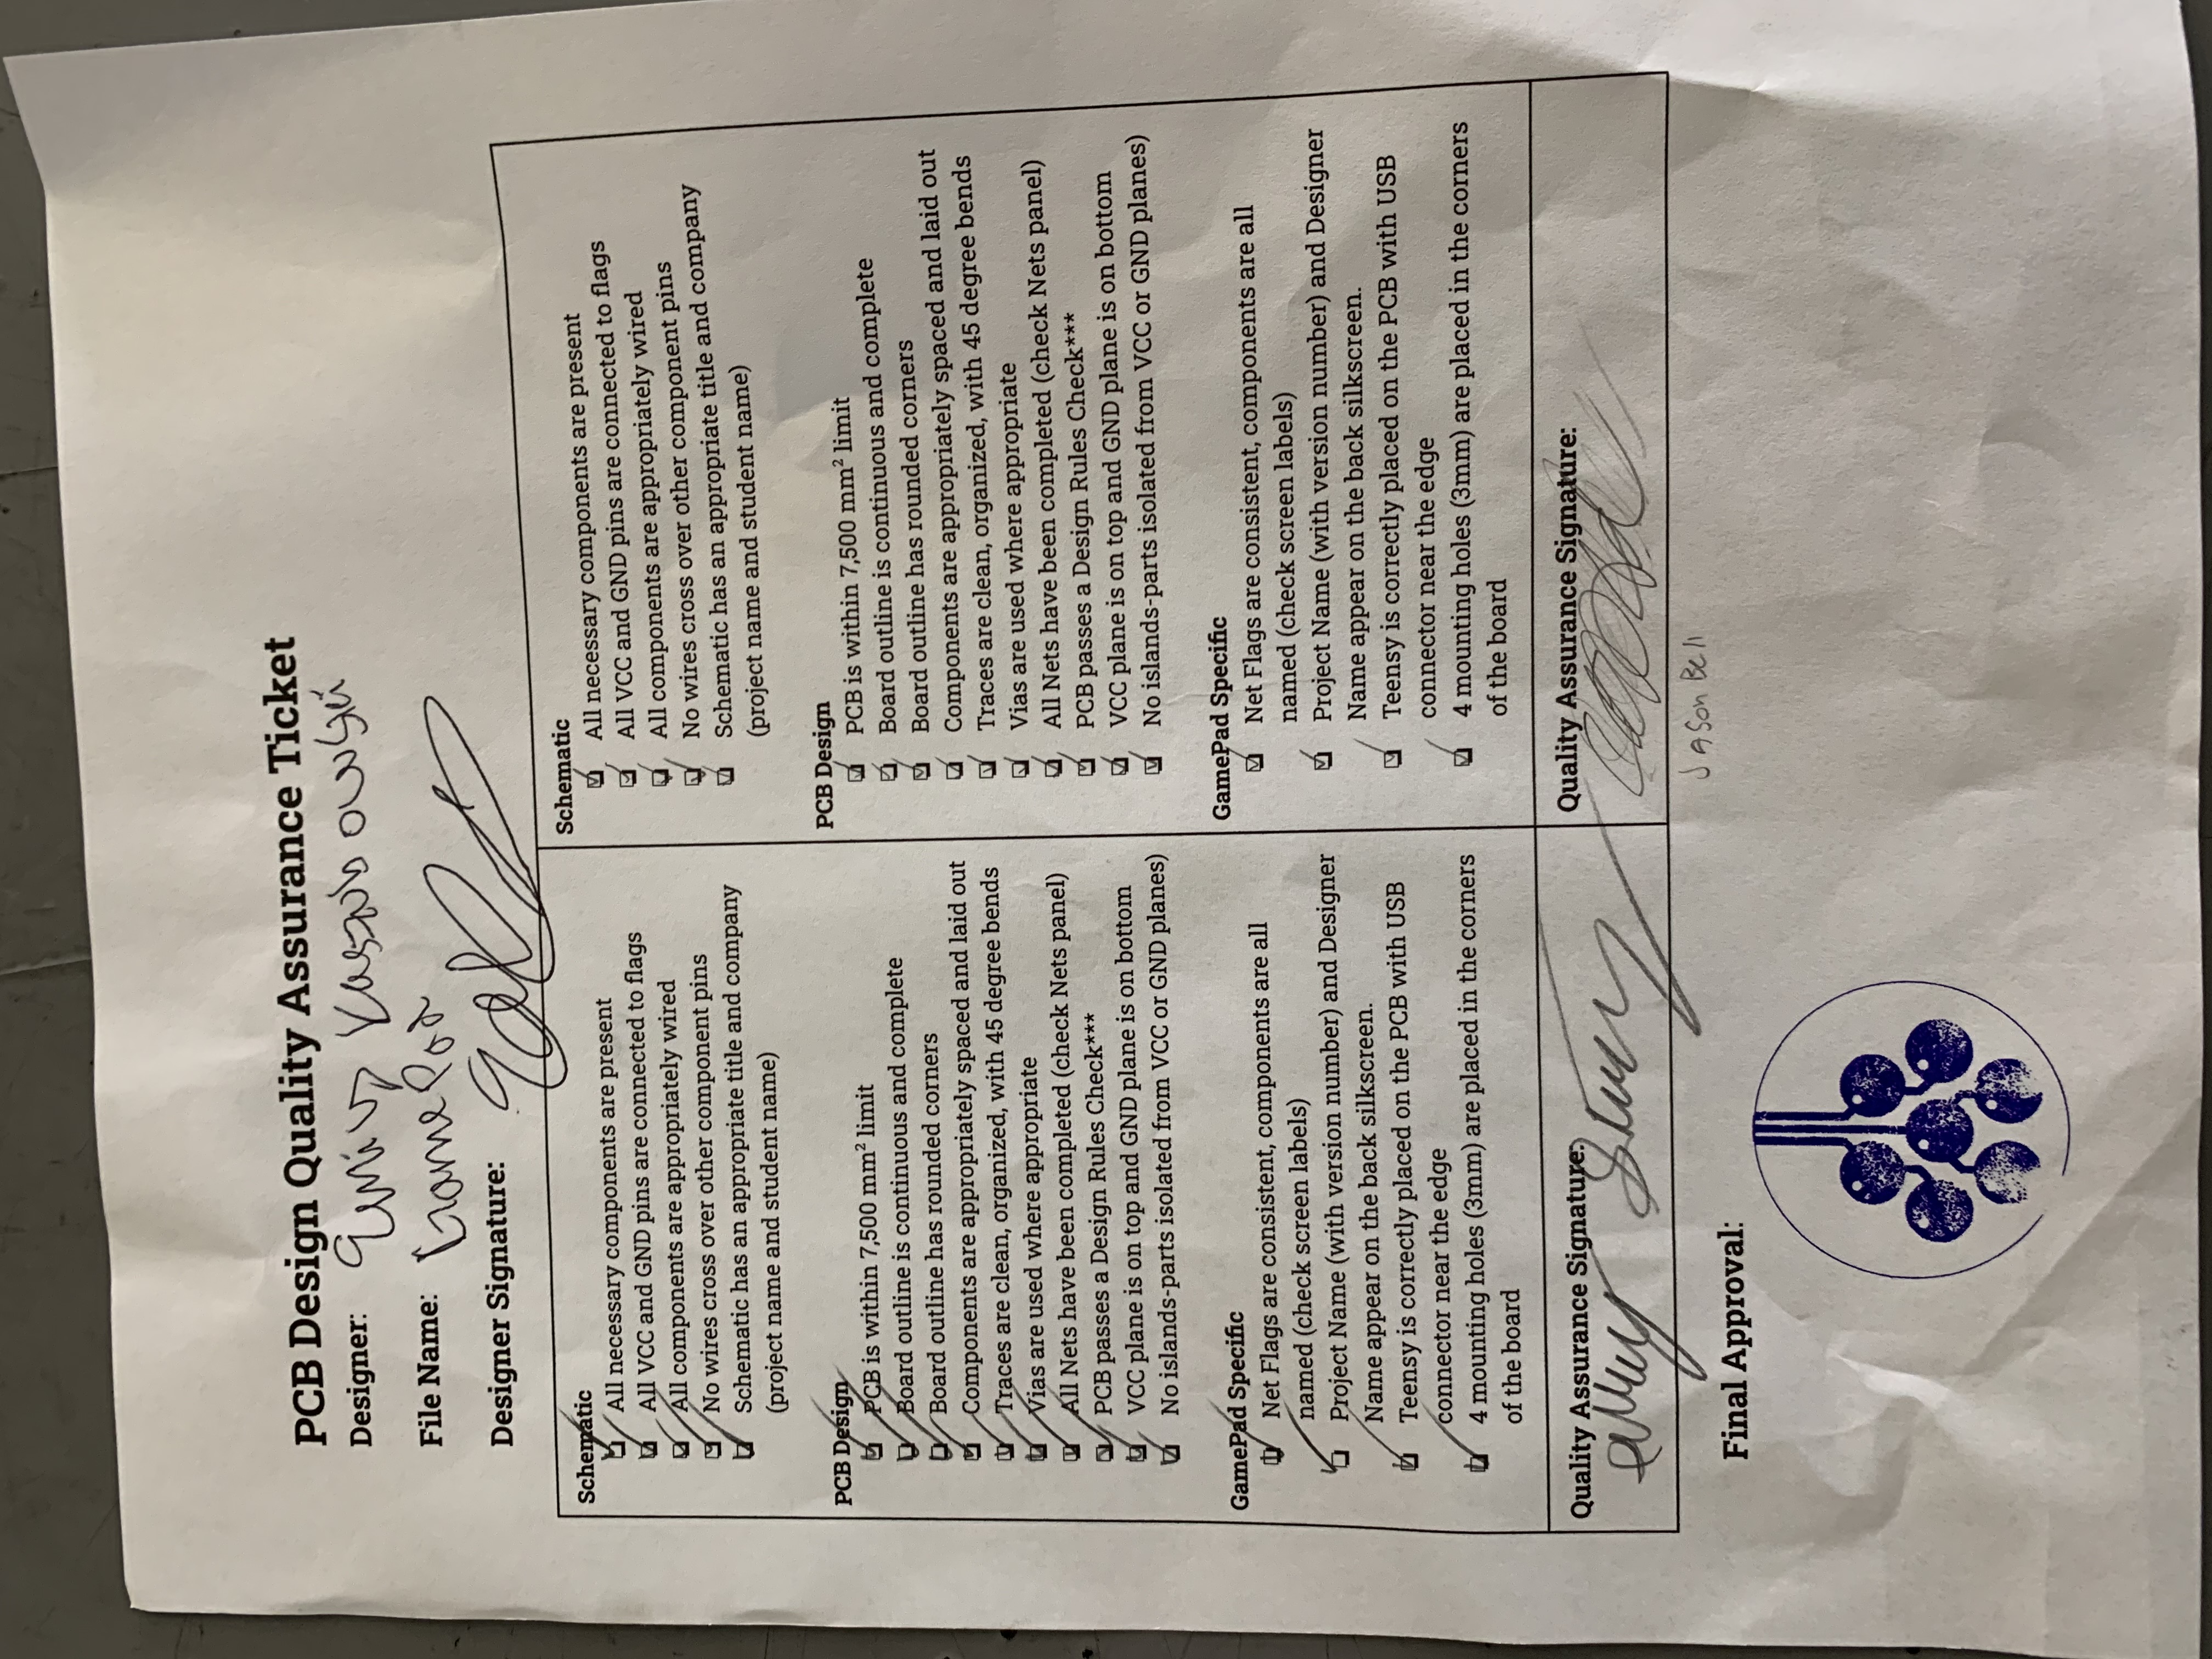 PCB Design Quality Assurance Ticket
Designer: Kaszubowski
File Name: GamePad
Designer Signature:
Schematic
All necessary components are present
All VCC and GND pins are connected to flags
All components are appropriately wired
No wires cross over other component pins
Schematic has an appropriate title and company
(project name and student name)
PCB Design
PCB is within 7,500 mm² limit
Board outline is continuous and complete
Board outline has rounded corners
Components are appropriately spaced and laid out
Traces are clean, organized, with 45 degree bends
Vias are used where appropriate
All Nets have been completed (check Nets panel)
PCB passes a Design Rules Check***
VCC plane is on top and GND plane is on bottom
No islands-parts isolated from VCC or GND planes)
GamePad Specific
Net Flags are consistent, components are all
named (check screen labels)
Project Name (with version number) and Designer
Name appear on the back silkscreen.
Teensy is correctly placed on the PCB with USB
connector near the edge
4 mounting holes (3mm) are placed in the corners
of the board
Quality Assurance Signature:
Schematic
All necessary components are present
All VCC and GND pins are connected to flags
All components are appropriately wired
No wires cross over other component pins
Schematic has an appropriate title and company
(project name and student name)
PCB Design
PCB is within 7,500 mm² limit
Board outline is continuous and complete
Board outline has rounded corners
Components are appropriately spaced and laid out
Traces are clean, organized, with 45 degree bends
Vias are used where appropriate
All Nets have been completed (check Nets panel)
PCB passes a Design Rules Check***
VCC plane is on top and GND plane is on bottom
No islands-parts isolated from VCC or GND planes)
GamePad Specific
Net Flags are consistent, components are all
named (check screen labels)
Project Name (with version number) and Designer
Name appear on the back silkscreen.
Teensy is correctly placed on the PCB with USB
connector near the edge
4 mounting holes (3mm) are placed in the corners
of the board
Quality Assurance Signature:
Jason Bell
Final Approval: